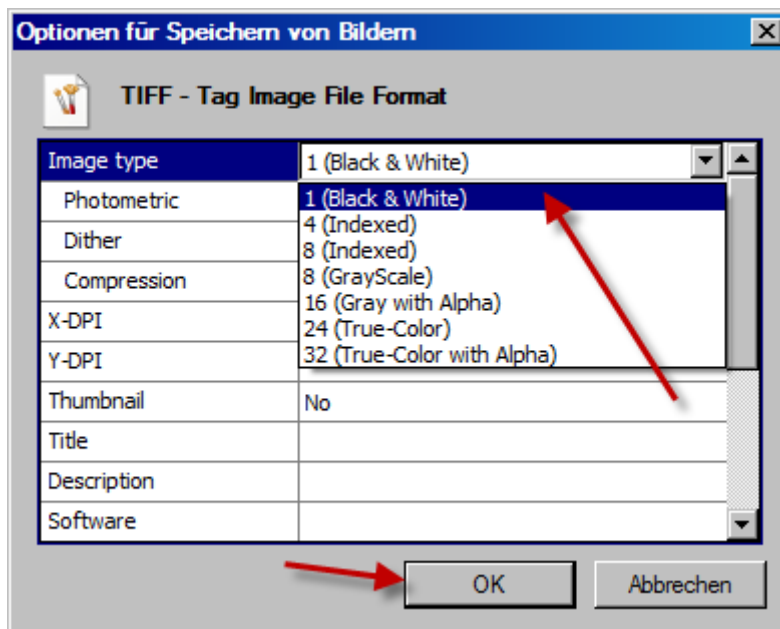 Optionen für Speichern von Bildern
TIFF - Tag Image File Format
Image type 1 (Black & White)
Photometric 1 (Black & White)
4 (Indexed)
Dither 8 (Indexed)
Compression 8 (GrayScale)
16 (Gray with Alpha)
X-DPI 24 (True-Color)
Y-DPI 32 (True-Color with Alpha)
Thumbnail No
Title
Description
Software
OK Abbrechen